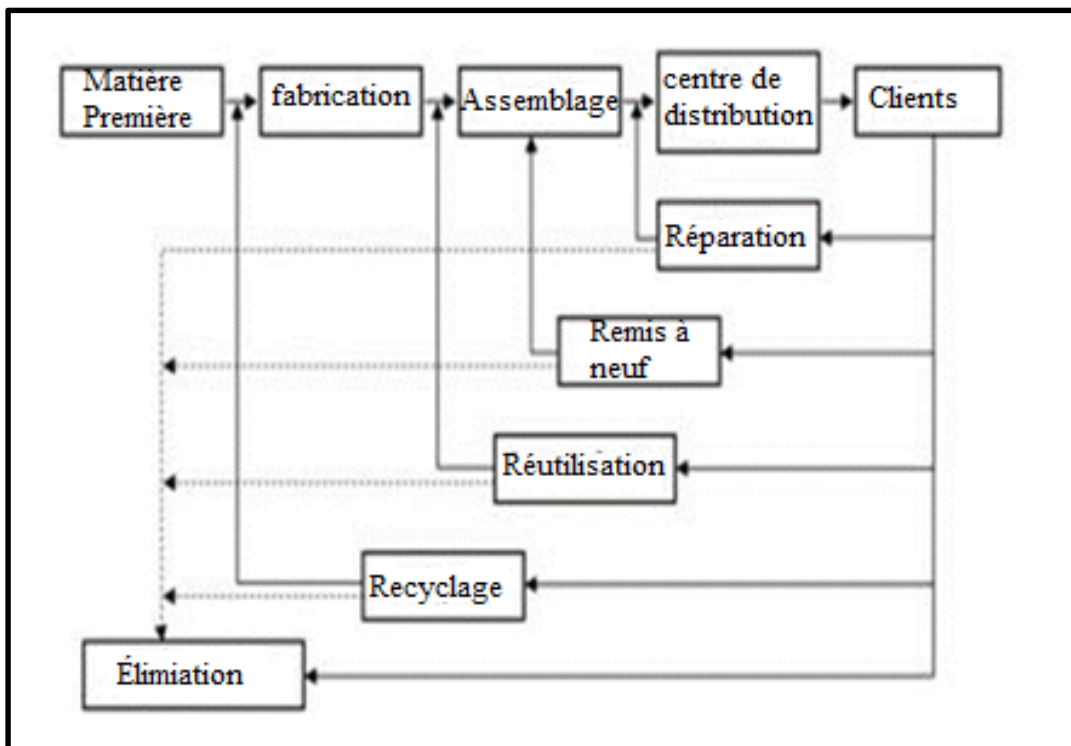 Matière
Première
fabrication
Assemblage
centre de
distribution
Clients
Réparation
Remis à
neuf
Réutilisation
Recyclage
Élimiation